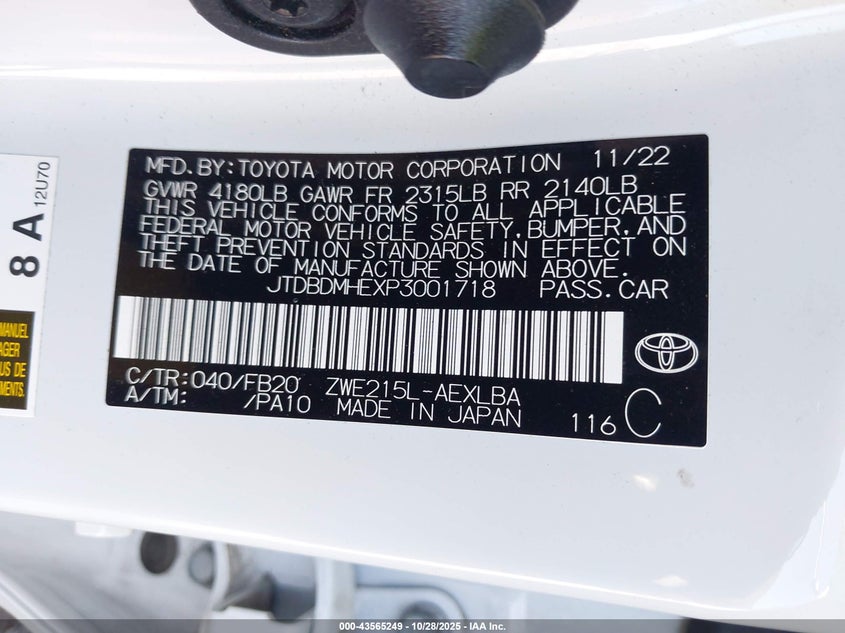 MFD.BY:TOYOTA MOTOR CORPORATION 11/22
GVWR 4180LB GAWR FR 2315LB RR 2140LB
THIS VEHICLE CONFORMS TO ALL APPLICABLE
FEDERAL MOTOR VEHICLE SAFETY,BUMPER,AND
THEFT PREVENTION STANDARDS IN EFFECT ON
THE DATE OF MANUFACTURE SHOWN ABOVE.
JTDBDMHEXP3001718 PASS.CAR
C/TR:040/FB20 ZWE215L-AEXLBA
A/TM: /PA10 MADE IN JAPAN
116 C
8 A
12U70
MANUEL
US DE
000-43565249 | 10/28/2025 | IAA Inc.